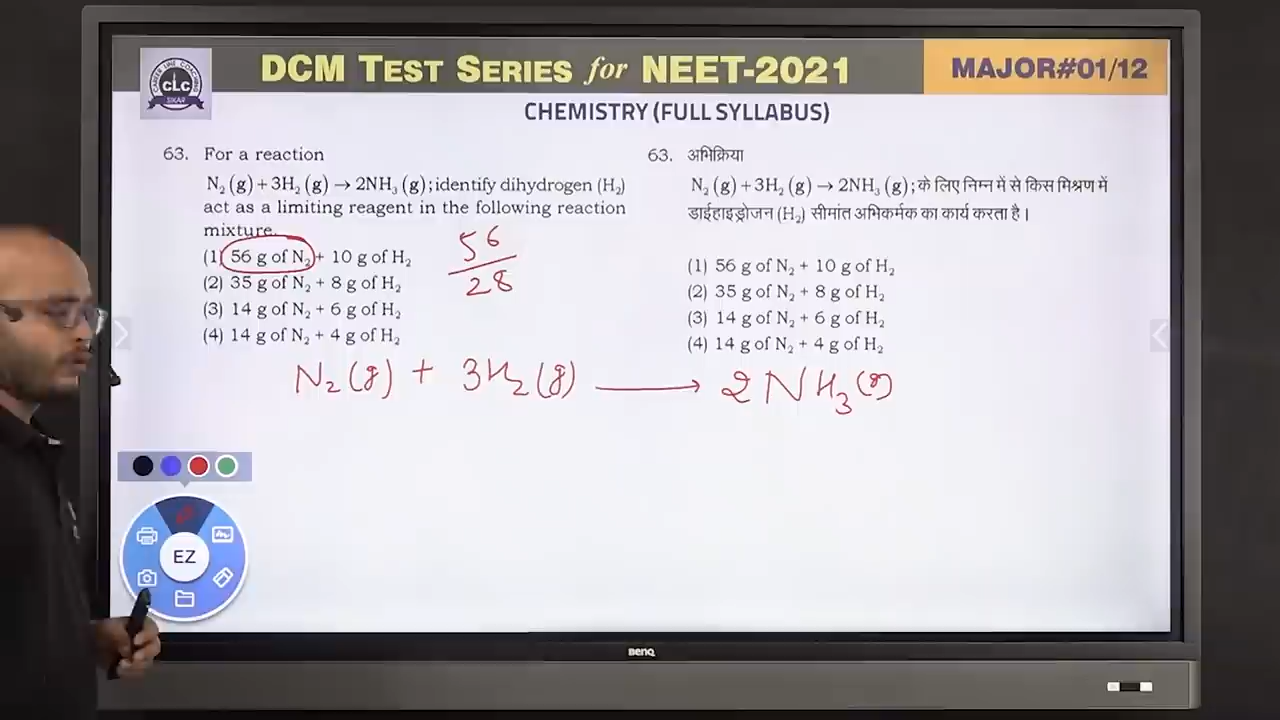 DCM TEST SERIES for NEET-2021
MAJOR#01/12
CLC
SIKAR
CHEMISTRY (FULL SYLLABUS)
63. For a reaction
N₂(g)+3H₂(g)→2NH₃(g); identify dihydrogen (H₂)
act as a limiting reagent in the following reaction
mixture.
(1) 56 g of N₂ + 10 g of H₂
(2) 35 g of N₂ + 8 g of H₂
(3) 14 g of N₂ + 6 g of H₂
(4) 14 g of N₂ + 4 g of H₂
56
28
63. अभिक्रिया
N₂(g)+3H₂(g)→2NH₃(g); के लिए निम्न में से किस मिश्रण में
डाईहाइड्रोजन (H₂) सीमांत अभिकर्मक का कार्य करता है।
(1) 56 g of N₂ + 10 g of H₂
(2) 35 g of N₂ + 8 g of H₂
(3) 14 g of N₂ + 6 g of H₂
(4) 14 g of N₂ + 4 g of H₂
N₂(g) + 3H₂(g) → 2NH₃(g)
EZ
BenQ